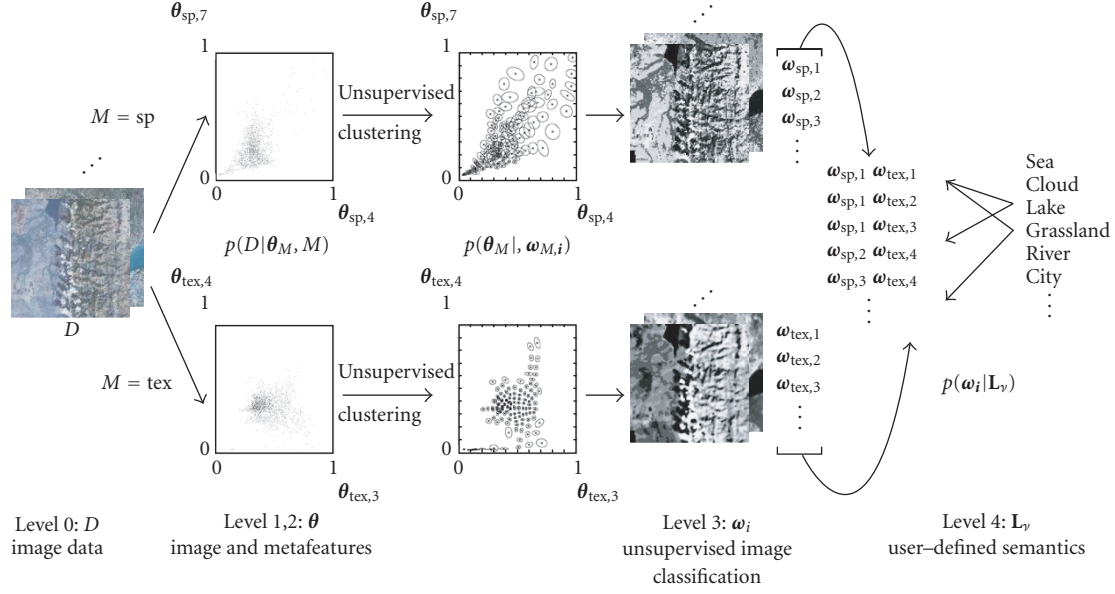 θsp,7
1
0
0
1
θsp,4
p(D|θM, M)
M = sp
⋰
D
M = tex
θtex,4
1
0
0
1
θtex,3
Unsupervised
clustering
Unsupervised
clustering
θsp,7
1
0
0
1
θsp,4
p(θM|, ωM,i)
θtex,4
1
0
0
1
θtex,3
⋰
⋰
ωsp,1
ωsp,2
ωsp,3
⋮
ωsp,1 ωtex,1
ωsp,1 ωtex,2
ωsp,1 ωtex,3
ωsp,2 ωtex,4
ωsp,3 ωtex,4
⋮
ωtex,1
ωtex,2
ωtex,3
⋮
Sea
Cloud
Lake
Grassland
River
City
⋮
p(ωi|Lν)
Level 0: D
image data
Level 1,2: θ
image and metafeatures
Level 3: ωi
unsupervised image
classification
Level 4: Lν
user–defined semantics